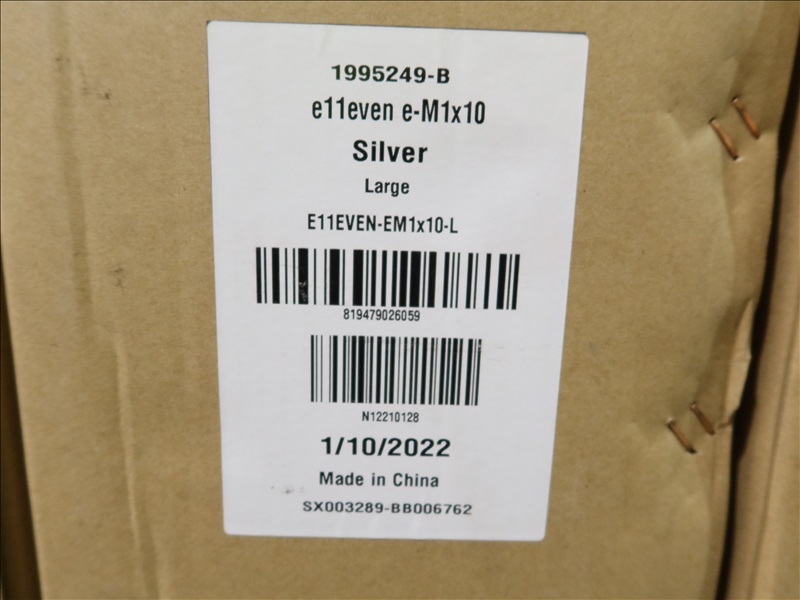 1995249-B
e11even e-M1x10
Silver
Large
E11EVEN-EM1x10-L
819479026059
N12210128
1/10/2022
Made in China
SX003289-BB006762